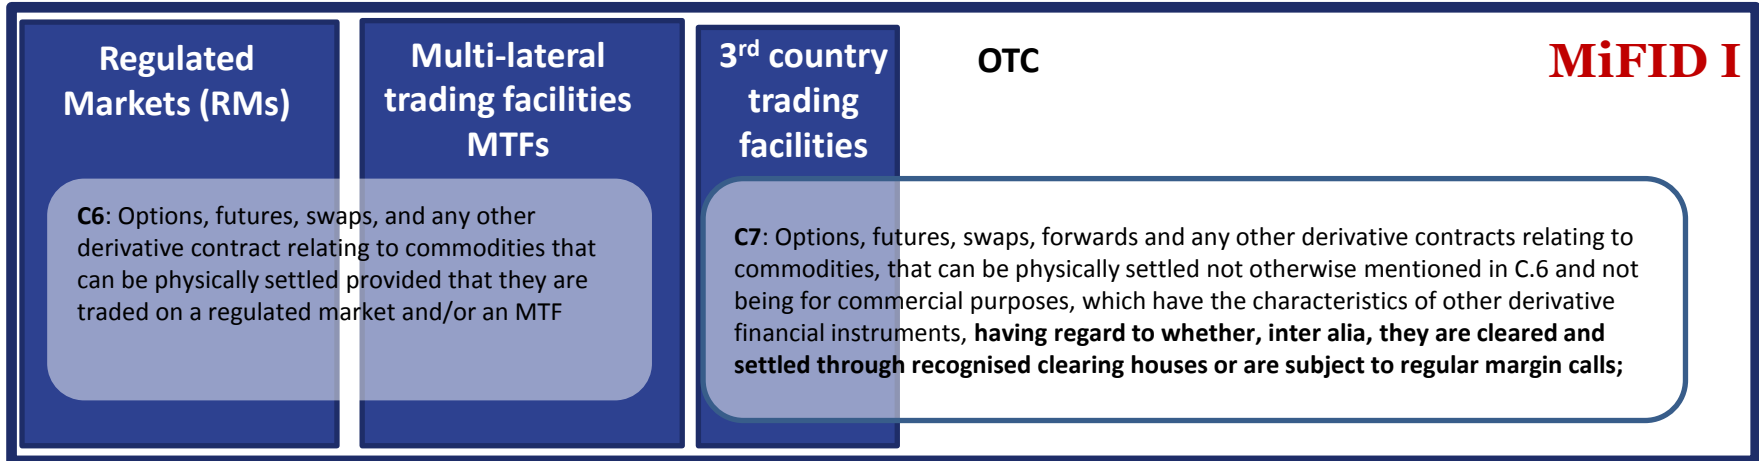 Regulated
Markets (RMs)
Multi-lateral
trading facilities
MTFs
3rd country
trading
facilities
OTC
MiFID I
C6: Options, futures, swaps, and any other
derivative contract relating to commodities that
can be physically settled provided that they are
traded on a regulated market and/or an MTF
C7: Options, futures, swaps, forwards and any other derivative contracts relating to
commodities, that can be physically settled not otherwise mentioned in C.6 and not
being for commercial purposes, which have the characteristics of other derivative
financial instruments, having regard to whether, inter alia, they are cleared and
settled through recognised clearing houses or are subject to regular margin calls;